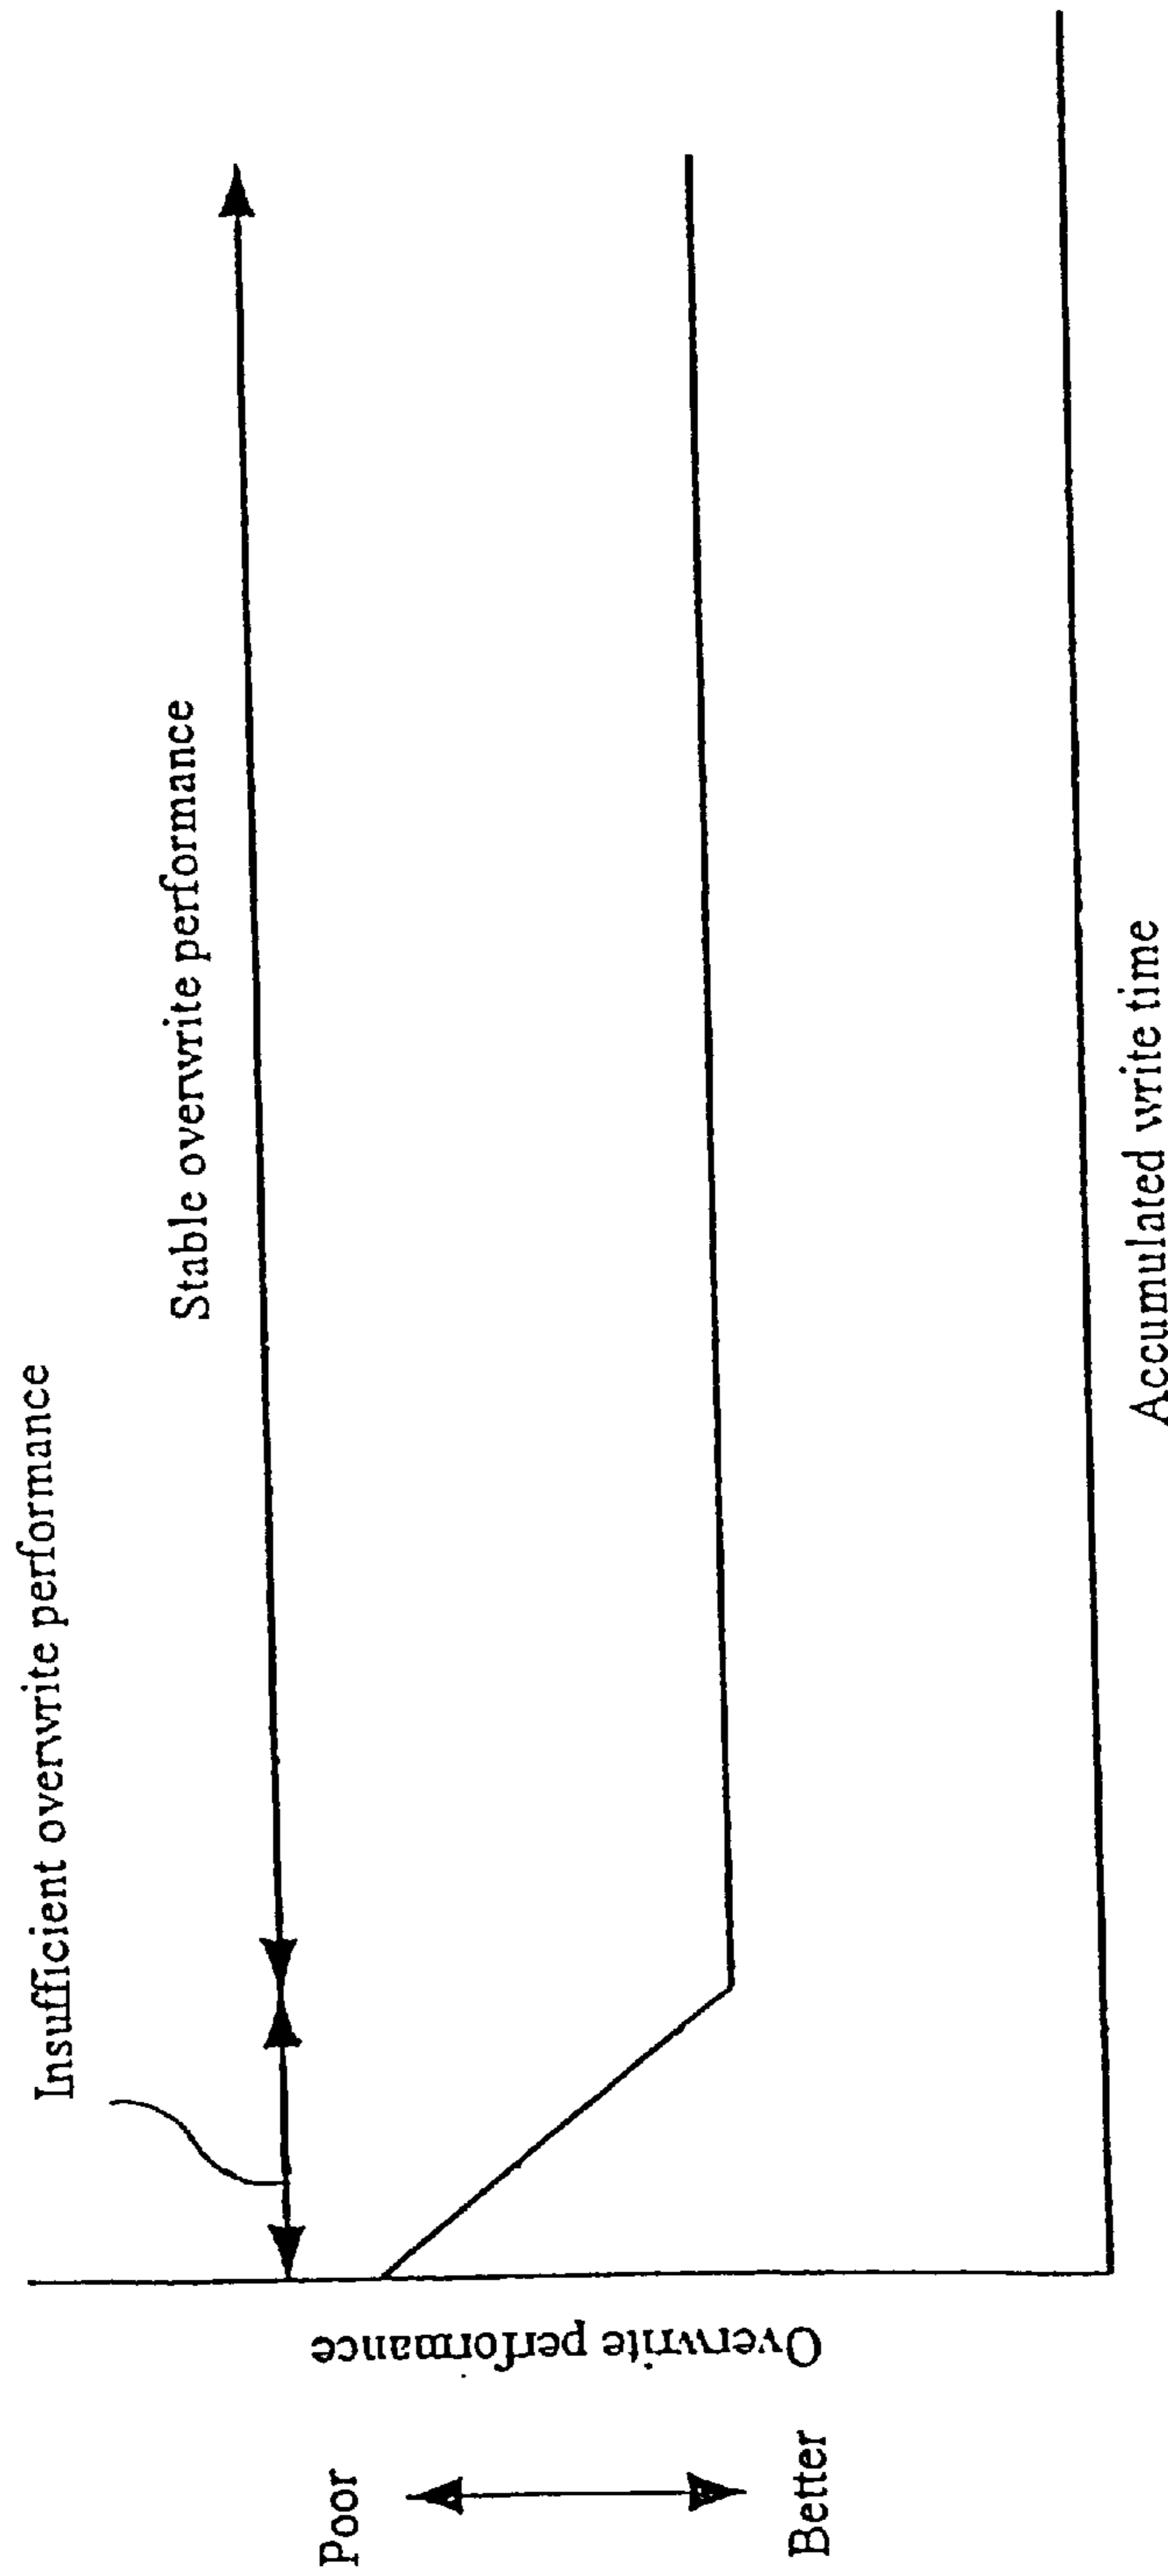 Insufficient overwrite performance
Stable overwrite performance
Poor
Better
Overwrite performance
Accumulated write time